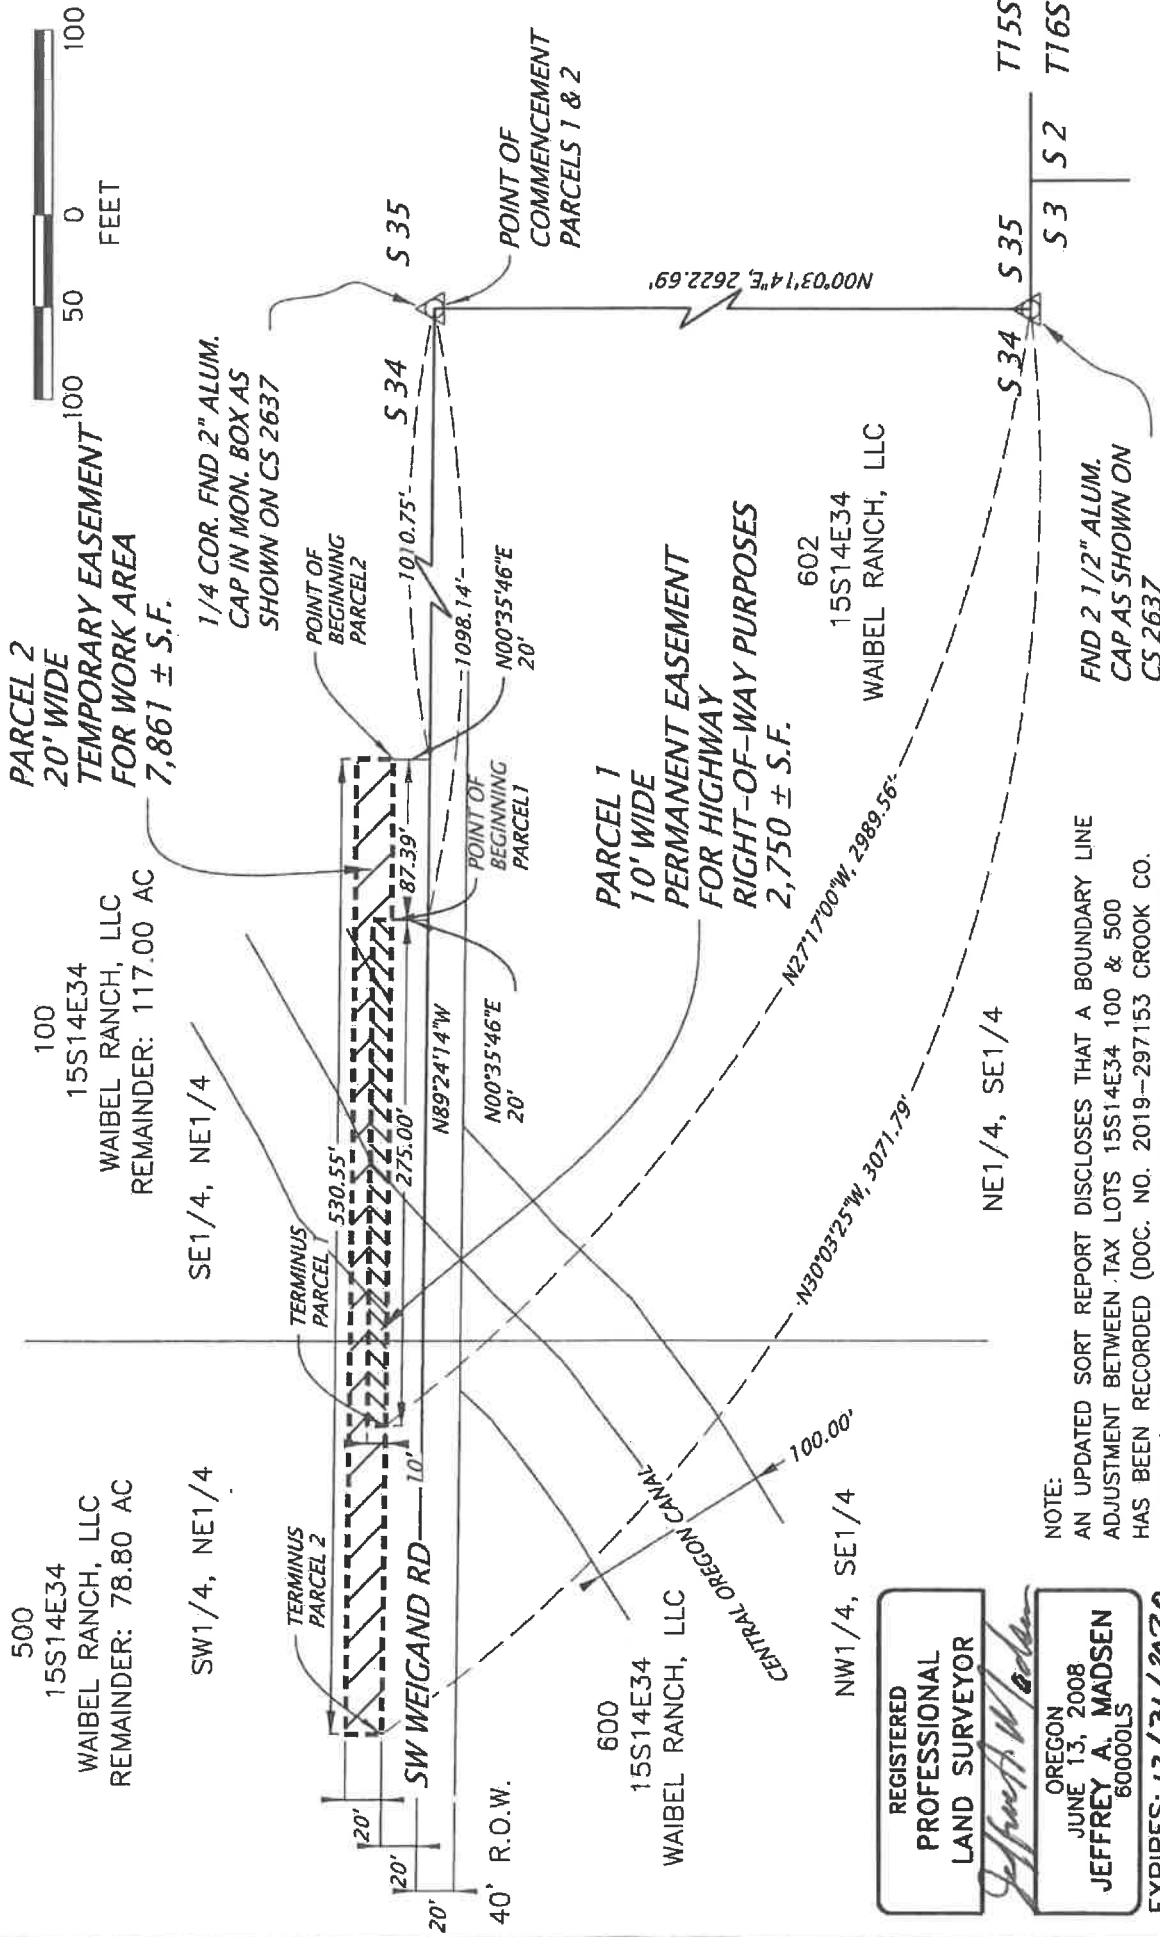 500
15S14E34
WAIBEL RANCH, LLC
REMAINDER: 78.80 AC
SW1/4, NE1/4
100
15S14E34
WAIBEL RANCH, LLC
REMAINDER: 117.00 AC
SE1/4, NE1/4
PARCEL 2
20' WIDE
TEMPORARY EASEMENT
FOR WORK AREA
7,861 ± S.F.
100
50
0
100
FEET
1/4 COR. FND 2" ALUM.
CAP IN MON. BOX AS
SHOWN ON CS 2637
S 34
S 35
POINT OF
COMMENCEMENT
PARCELS 1 & 2
POINT OF
BEGINNING
PARCEL2
TERMINUS
PARCEL 2
TERMINUS
PARCEL 1
530.55'
275.00'
87.39'
1010.75'
1098.14'
N00°35'46"E
20'
POINT OF
BEGINNING
PARCEL1
N89°24'14"W
N00°35'46"E
20'
20'
20'
20'
40' R.O.W.
SW WEIGAND RD
10'
PARCEL 1
10' WIDE
PERMANENT EASEMENT
FOR HIGHWAY
RIGHT-OF-WAY PURPOSES
2,750 ± S.F.
N00°03'14"E, 2622.69'
602
15S14E34
WAIBEL RANCH, LLC
600
15S14E34
WAIBEL RANCH, LLC
CENTRAL OREGON CANAL
100.00'
N27°17'00"W, 2989.56'
N30°03'25"W, 3071.79'
NW1/4, SE1/4
NE1/4, SE1/4
S 34
S 35
T15S
S 3
S 2
T16S
FND 2 1/2" ALUM.
CAP AS SHOWN ON
CS 2637
NOTE:
AN UPDATED SORT REPORT DISCLOSES THAT A BOUNDARY LINE
ADJUSTMENT BETWEEN TAX LOTS 15S14E34 100 & 500
HAS BEEN RECORDED (DOC. NO. 2019-297153 CROOK CO.
REGISTERED
PROFESSIONAL
LAND SURVEYOR
OREGON
JUNE 13, 2008
JEFFREY A. MADSEN
60000LS
EXPIRES: 12/31/2020